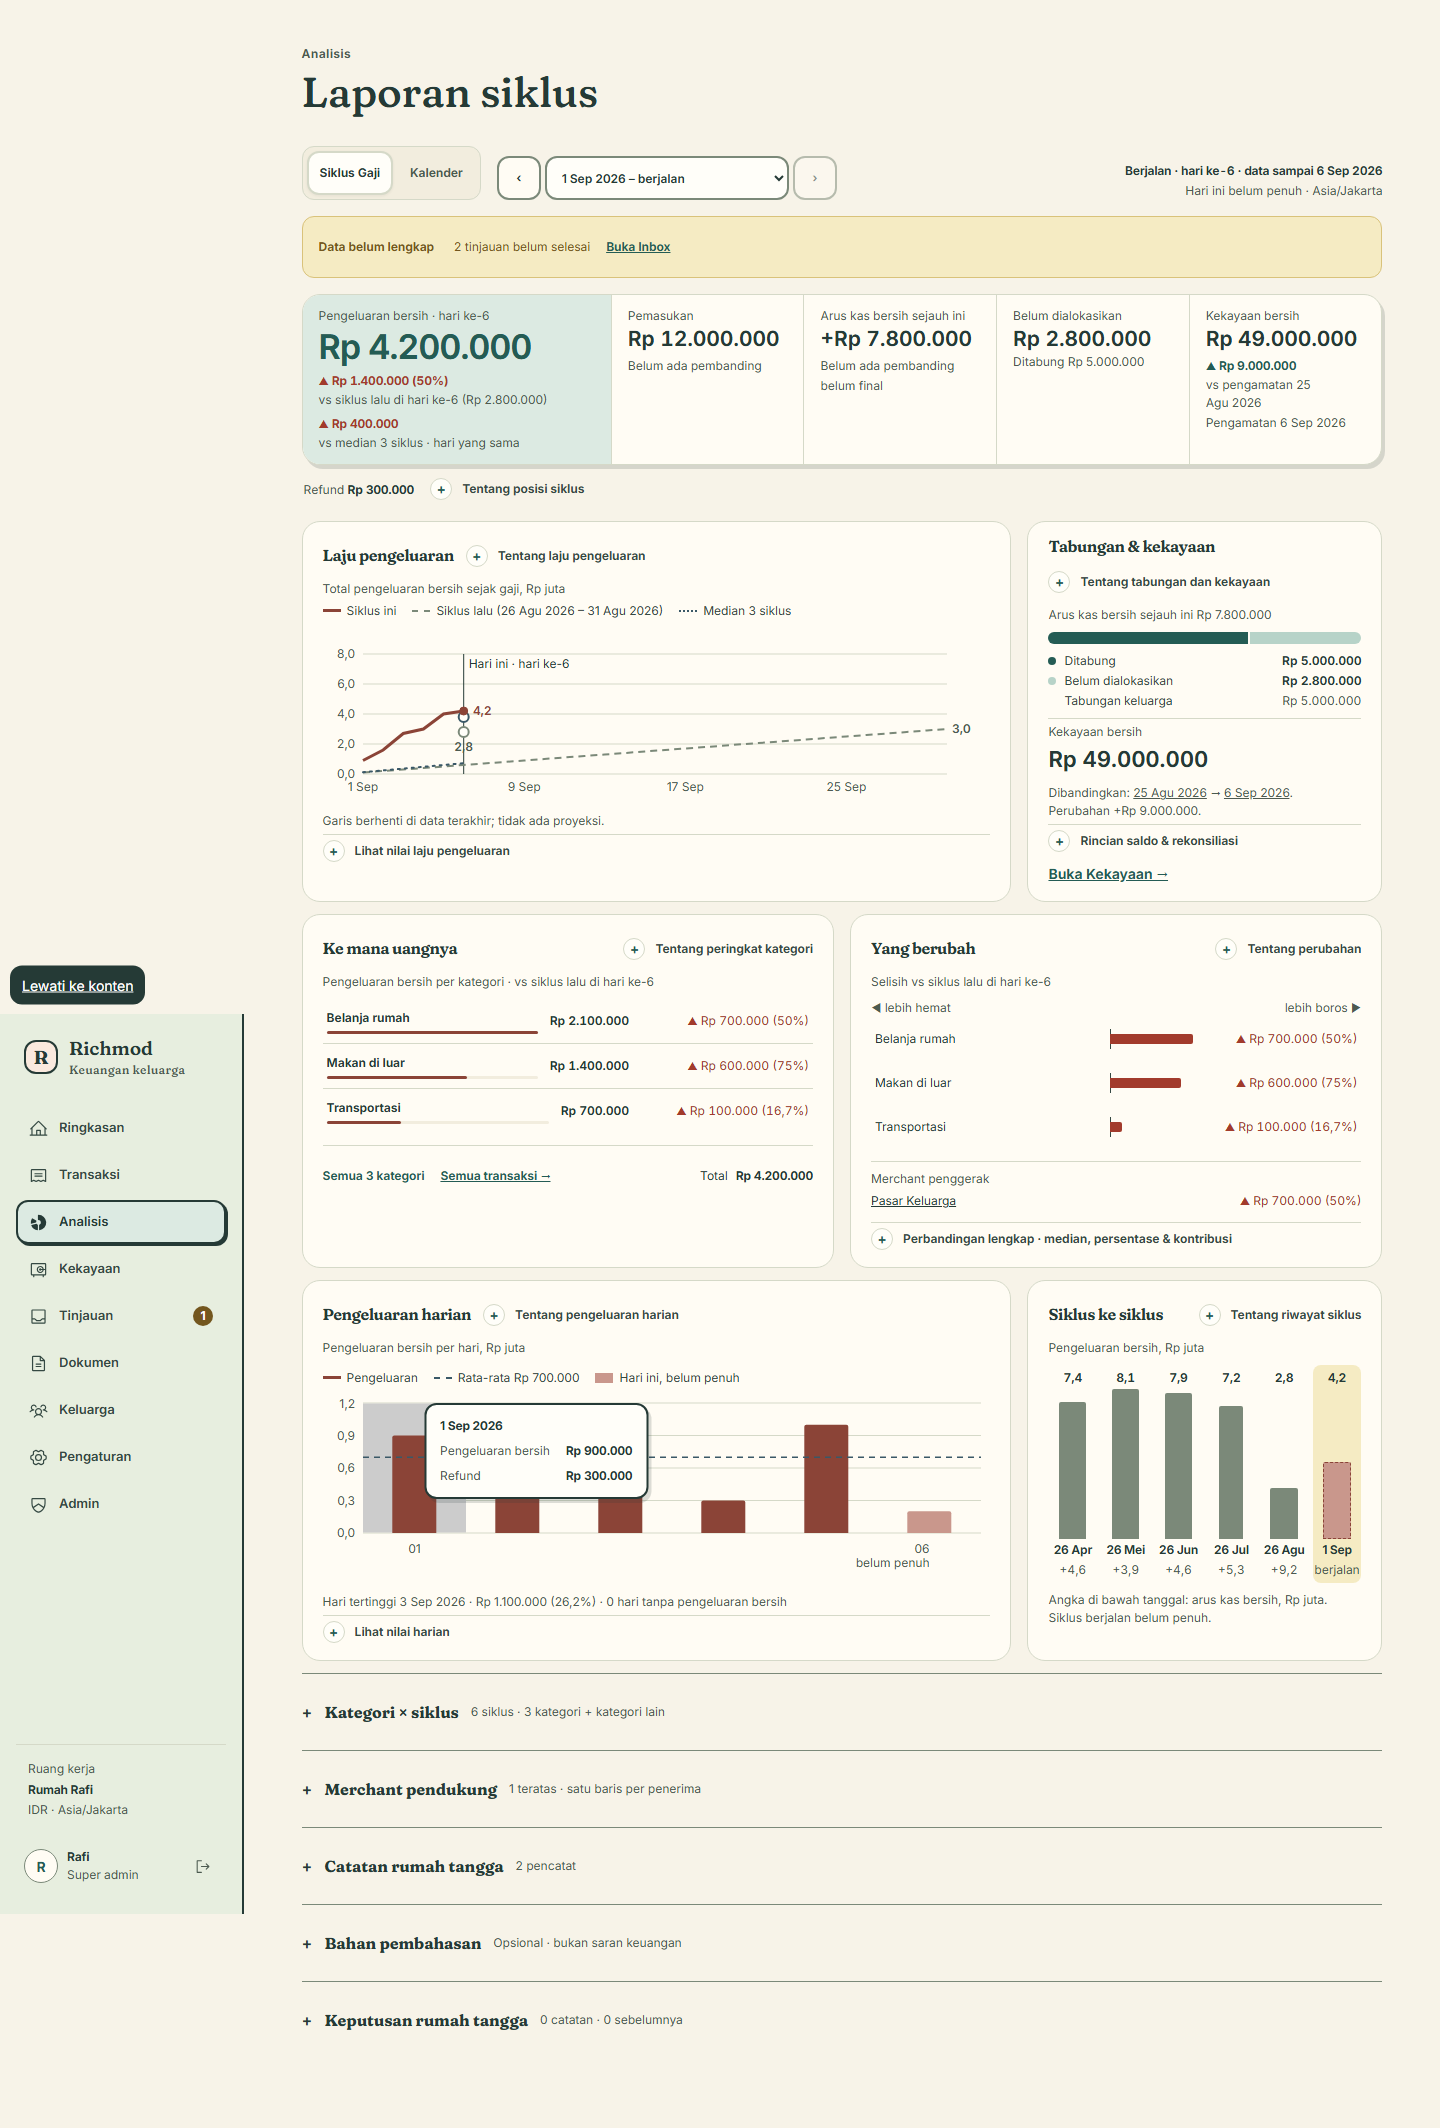 Analisis
Laporan siklus
Siklus Gaji
Kalender
‹
1 Sep 2026 – berjalan
›
Berjalan · hari ke-6 · data sampai 6 Sep 2026
Hari ini belum penuh · Asia/Jakarta
Data belum lengkap 2 tinjauan belum selesai Buka Inbox
Pengeluaran bersih · hari ke-6
Rp 4.200.000
▲ Rp 1.400.000 (50%)
vs siklus lalu di hari ke-6 (Rp 2.800.000)
▲ Rp 400.000
vs median 3 siklus · hari yang sama
Pemasukan
Rp 12.000.000
Belum ada pembanding
Arus kas bersih sejauh ini
+Rp 7.800.000
Belum ada pembanding
belum final
Belum dialokasikan
Rp 2.800.000
Ditabung Rp 5.000.000
Kekayaan bersih
Rp 49.000.000
▲ Rp 9.000.000
vs pengamatan 25
Agu 2026
Pengamatan 6 Sep 2026
Refund Rp 300.000 + Tentang posisi siklus
Laju pengeluaran + Tentang laju pengeluaran
Total pengeluaran bersih sejak gaji, Rp juta
Siklus ini Siklus lalu (26 Agu 2026 – 31 Agu 2026) Median 3 siklus
8,0
6,0
4,0
2,0
0,0
Hari ini · hari ke-6
4,2
2,8
3,0
1 Sep 9 Sep 17 Sep 25 Sep
Garis berhenti di data terakhir; tidak ada proyeksi.
+ Lihat nilai laju pengeluaran
Tabungan & kekayaan
+ Tentang tabungan dan kekayaan
Arus kas bersih sejauh ini Rp 7.800.000
Ditabung Rp 5.000.000
Belum dialokasikan Rp 2.800.000
Tabungan keluarga Rp 5.000.000
Kekayaan bersih
Rp 49.000.000
Dibandingkan: 25 Agu 2026 → 6 Sep 2026.
Perubahan +Rp 9.000.000.
+ Rincian saldo & rekonsiliasi
Buka Kekayaan →
Ke mana uangnya + Tentang peringkat kategori
Pengeluaran bersih per kategori · vs siklus lalu di hari ke-6
Belanja rumah Rp 2.100.000 ▲ Rp 700.000 (50%)
Makan di luar Rp 1.400.000 ▲ Rp 600.000 (75%)
Transportasi Rp 700.000 ▲ Rp 100.000 (16,7%)
Semua 3 kategori Semua transaksi → Total Rp 4.200.000
Yang berubah + Tentang perubahan
Selisih vs siklus lalu di hari ke-6
◀ lebih hemat lebih boros ▶
Belanja rumah ▲ Rp 700.000 (50%)
Makan di luar ▲ Rp 600.000 (75%)
Transportasi ▲ Rp 100.000 (16,7%)
Merchant penggerak
Pasar Keluarga ▲ Rp 700.000 (50%)
+ Perbandingan lengkap · median, persentase & kontribusi
Lewati ke konten
R
Richmod
Keuangan keluarga
Ringkasan
Transaksi
Analisis
Kekayaan
Tinjauan 1
Dokumen
Keluarga
Pengaturan
Admin
Ruang kerja
Rumah Rafi
IDR · Asia/Jakarta
R
Rafi
Super admin
Pengeluaran harian + Tentang pengeluaran harian
Pengeluaran bersih per hari, Rp juta
Pengeluaran Rata-rata Rp 700.000 Hari ini, belum penuh
1,2
0,9
0,6
0,3
0,0
1 Sep 2026
Pengeluaran bersih Rp 900.000
Refund Rp 300.000
01 06
belum penuh
Hari tertinggi 3 Sep 2026 · Rp 1.100.000 (26,2%) · 0 hari tanpa pengeluaran bersih
+ Lihat nilai harian
Siklus ke siklus + Tentang riwayat siklus
Pengeluaran bersih, Rp juta
7,4 8,1 7,9 7,2 2,8 4,2
26 Apr 26 Mei 26 Jun 26 Jul 26 Agu 1 Sep
+4,6 +3,9 +4,6 +5,3 +9,2 berjalan
Angka di bawah tanggal: arus kas bersih, Rp juta.
Siklus berjalan belum penuh.
+ Kategori × siklus 6 siklus · 3 kategori + kategori lain
+ Merchant pendukung 1 teratas · satu baris per penerima
+ Catatan rumah tangga 2 pencatat
+ Bahan pembahasan Opsional · bukan saran keuangan
+ Keputusan rumah tangga 0 catatan · 0 sebelumnya